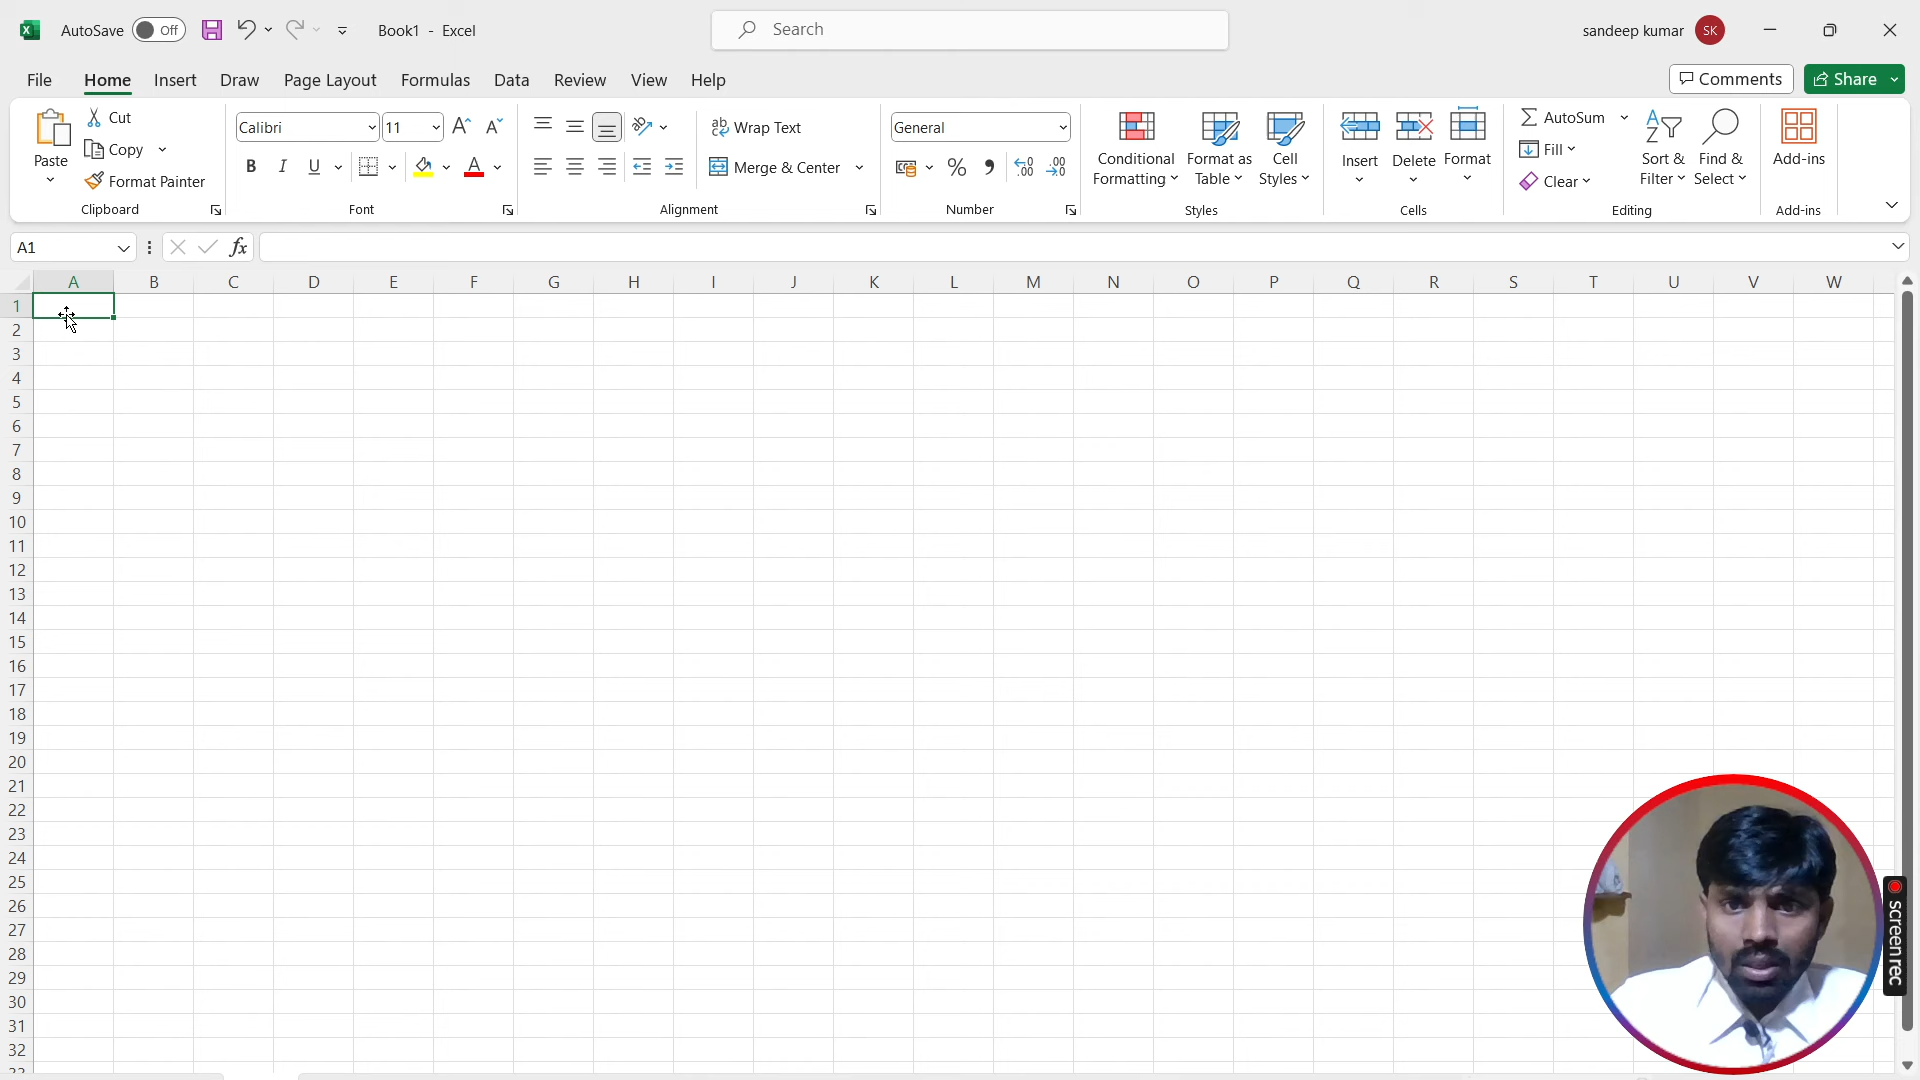 AutoSave Off Book1 - Excel Search sandeep kumar SK
File Home Insert Draw Page Layout Formulas Data Review View Help Comments Share
Paste
Cut
Copy
Format Painter
Clipboard
Calibri 11
B I U A
Font
ab Wrap Text
Merge & Center
Alignment
General
% , .00 .00
Number
Conditional Formatting
Format as Table
Cell Styles
Styles
Insert Delete Format
Cells
AutoSum
Fill
Clear
Sort & Filter
Find & Select
Editing
Add-ins
Add-ins
A1 fx
A B C D E F G H I J K L M N O P Q R S T U V W
1
2
3
4
5
6
7
8
9
10
11
12
13
14
15
16
17
18
19
20
21
22
23
24
25
26
27
28
29
30
31
32
screenrec